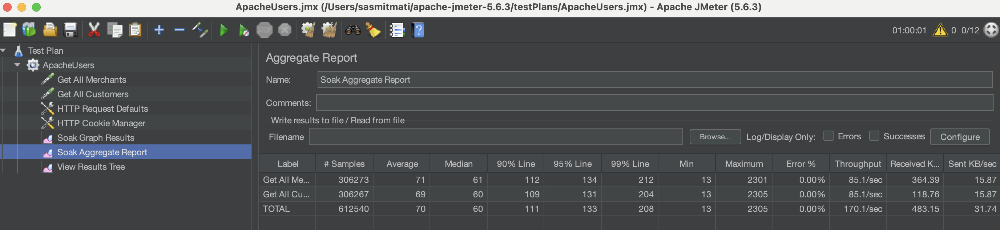 ApacheUsers.jmx (/Users/sasmitmati/apache-jmeter-5.6.3/testPlans/ApacheUsers.jmx) - Apache JMeter (5.6.3)
STOP
01:00:01 0 0/12
Test Plan
ApacheUsers
Get All Merchants
Get All Customers
HTTP Request Defaults
HTTP Cookie Manager
Soak Graph Results
Soak Aggregate Report
View Results Tree
Aggregate Report
Name: Soak Aggregate Report
Comments:
Write results to file / Read from file
Filename Browse... Log/Display Only: Errors Successes Configure
Label # Samples Average Median 90% Line 95% Line 99% Line Min Maximum Error % Throughput Received K... Sent KB/sec
Get All Me... 306273 71 61 112 134 212 13 2301 0.00% 85.1/sec 364.39 15.87
Get All Cu... 306267 69 60 109 131 204 13 2305 0.00% 85.1/sec 118.76 15.87
TOTAL 612540 70 60 111 133 208 13 2305 0.00% 170.1/sec 483.15 31.74